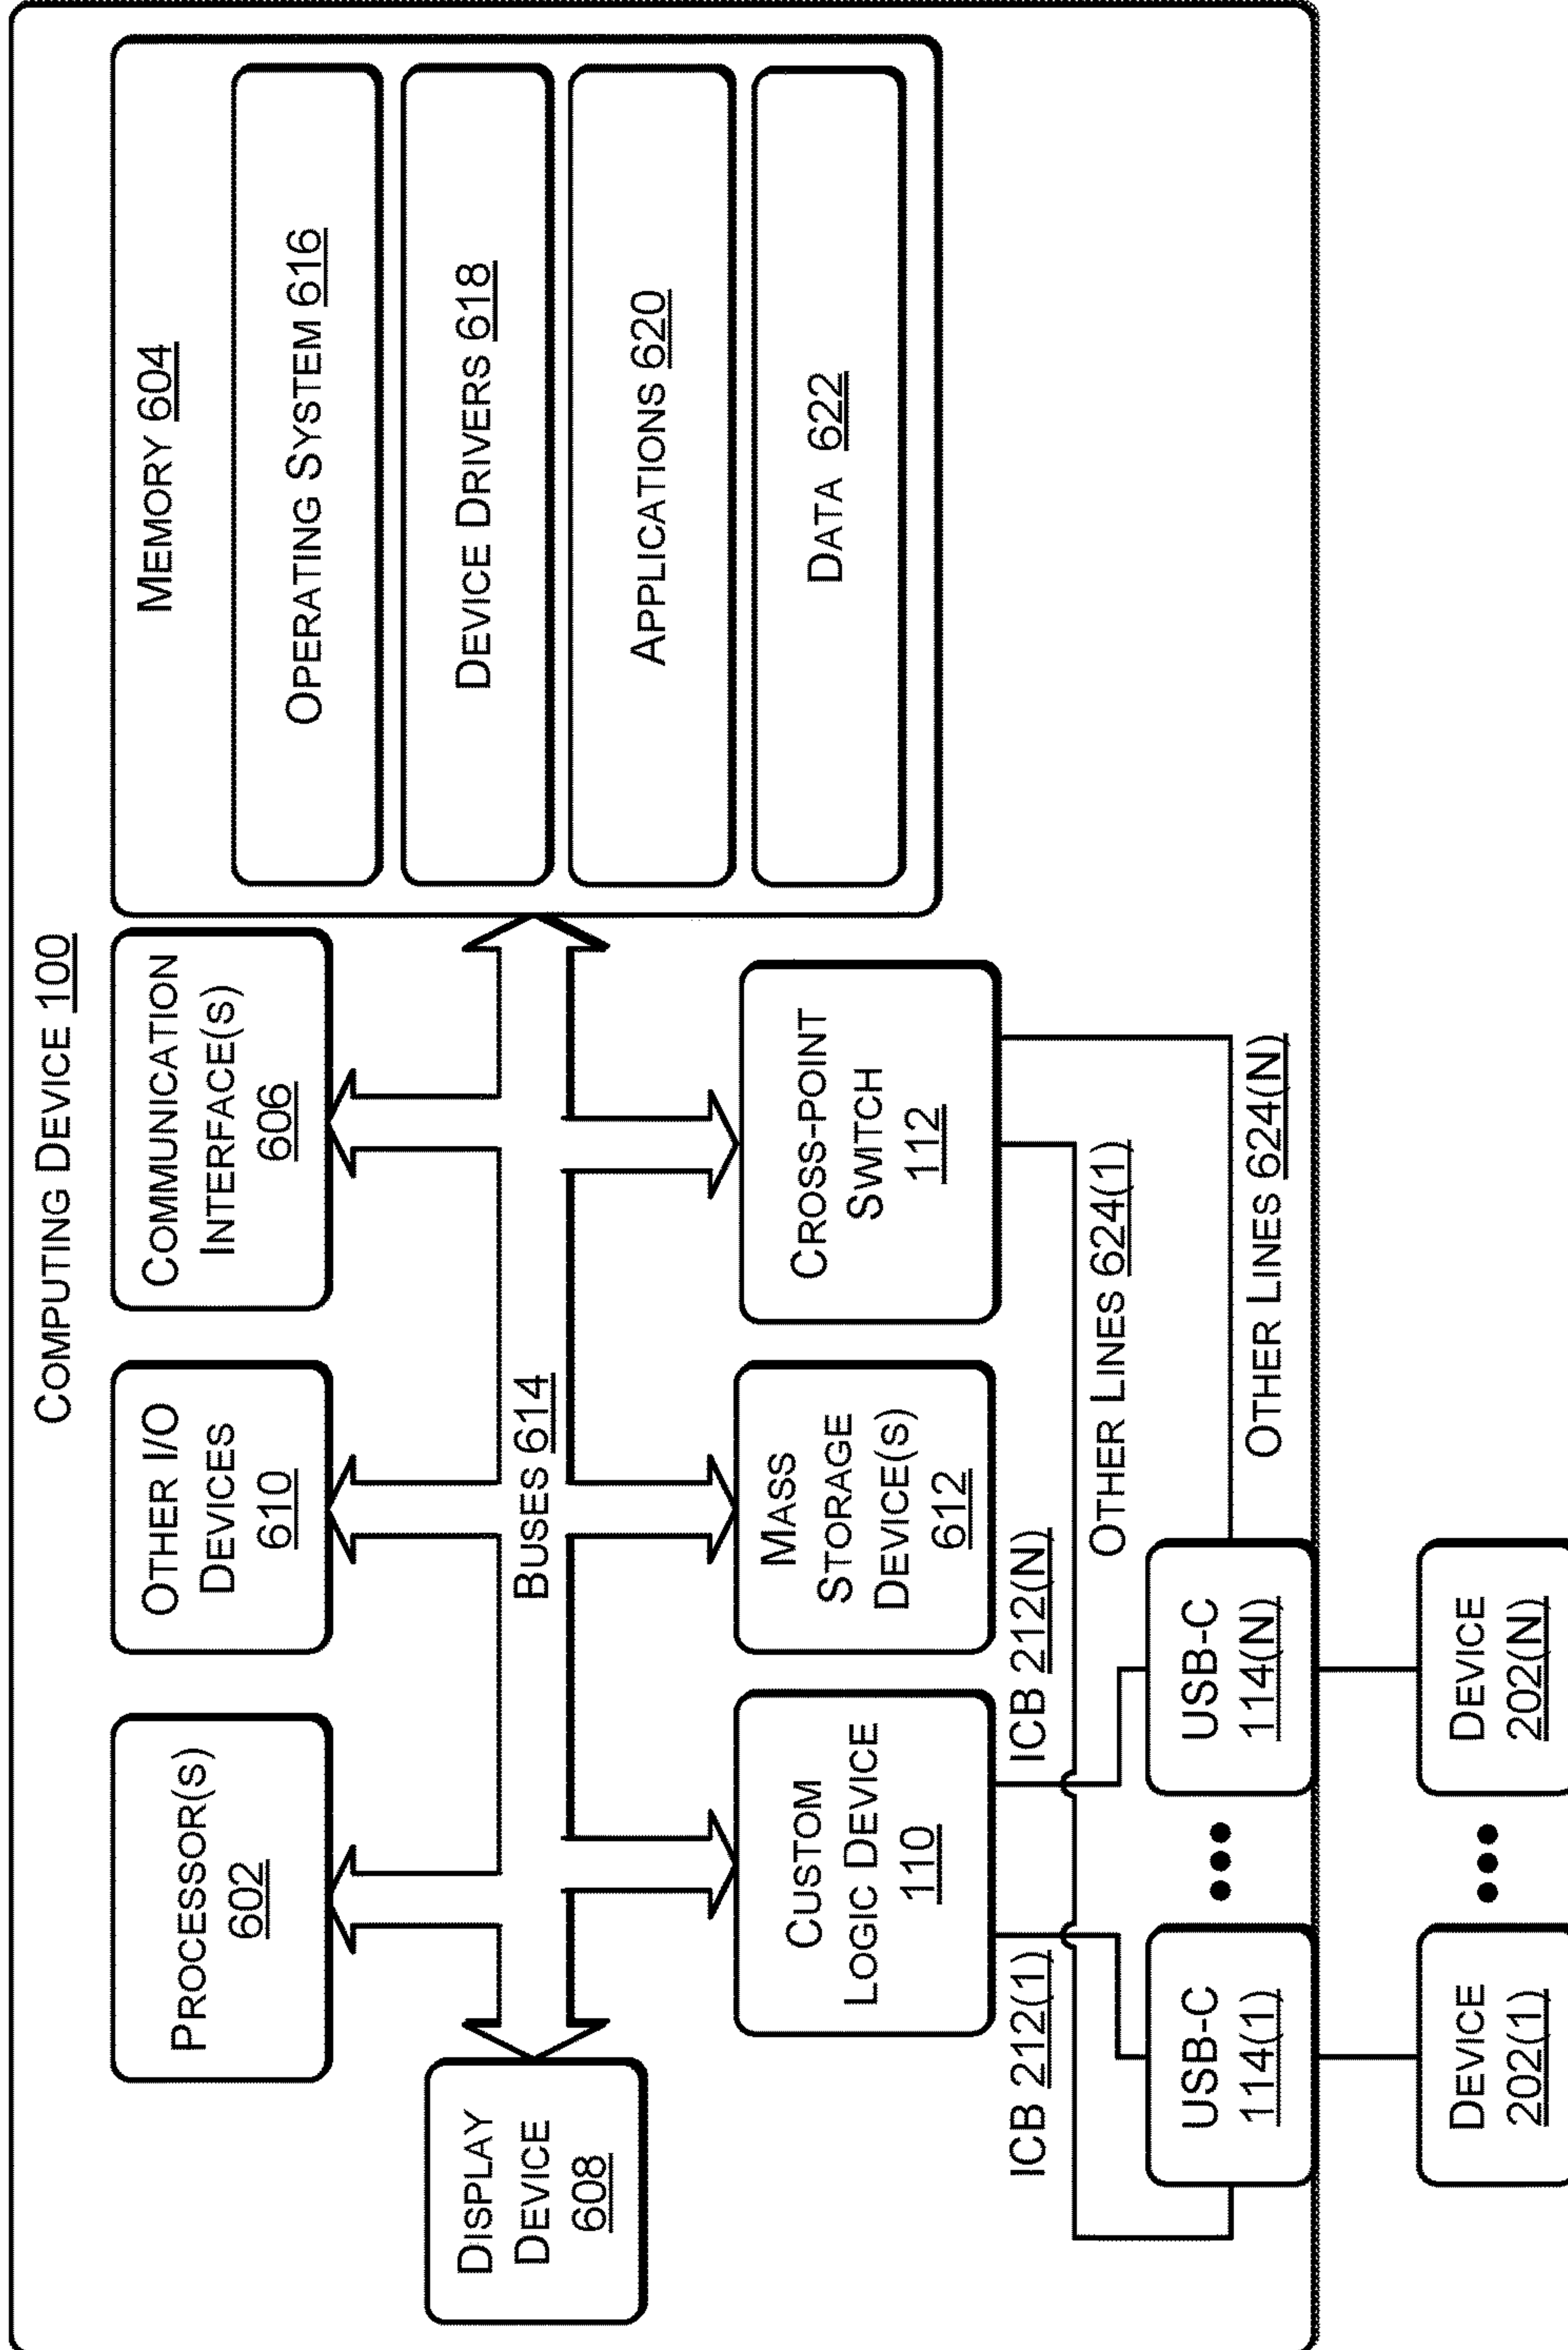 COMPUTING DEVICE 100
PROCESSOR(S)
602
OTHER I/O
DEVICES
610
COMMUNICATION
INTERFACE(S)
606
MEMORY 604
OPERATING SYSTEM 616
DEVICE DRIVERS 618
APPLICATIONS 620
DATA 622
DISPLAY
DEVICE
608
BUSES 614
CUSTOM
LOGIC DEVICE
110
MASS
STORAGE
DEVICE(S)
612
CROSS-POINT
SWITCH
112
ICB 212(1)
ICB 212(N)
OTHER LINES 624(1)
OTHER LINES 624(N)
USB-C
114(1)
USB-C
114(N)
DEVICE
202(1)
DEVICE
202(N)